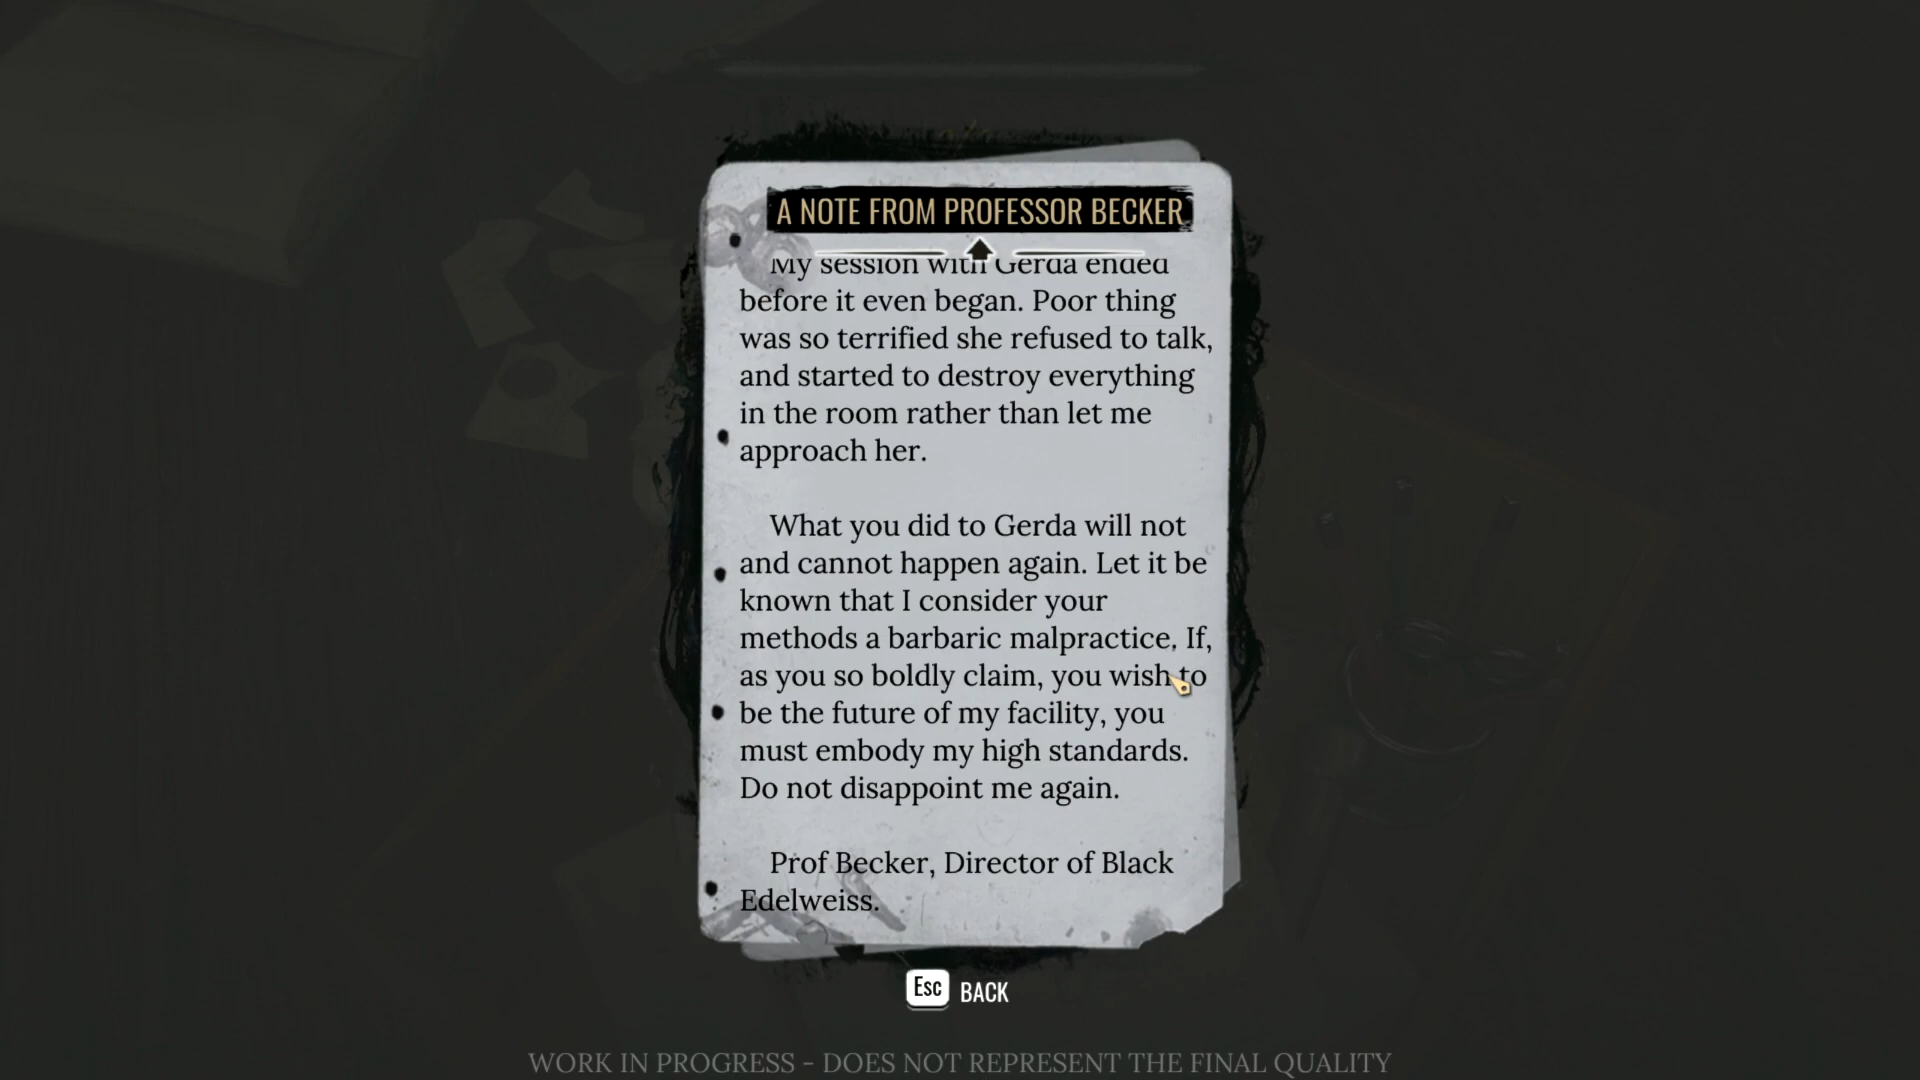 A NOTE FROM PROFESSOR BECKER
My session with Gerda ended
before it even began. Poor thing
was so terrified she refused to talk,
and started to destroy everything
in the room rather than let me
approach her.
What you did to Gerda will not
and cannot happen again. Let it be
known that I consider your
methods a barbaric malpractice. If,
as you so boldly claim, you wish to
be the future of my facility, you
must embody my high standards.
Do not disappoint me again.
Prof Becker, Director of Black
Edelweiss.
Esc BACK
WORK IN PROGRESS - DOES NOT REPRESENT THE FINAL QUALITY